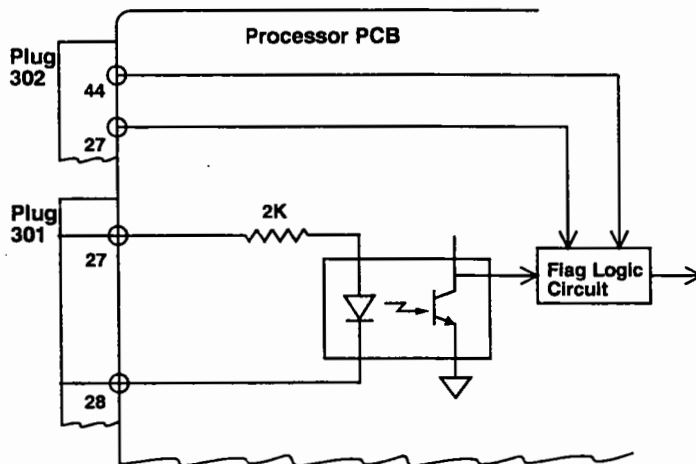 Processor PCB
Plug
302
44
27
Plug
301
27
2K
28
Flag Logic
Circuit